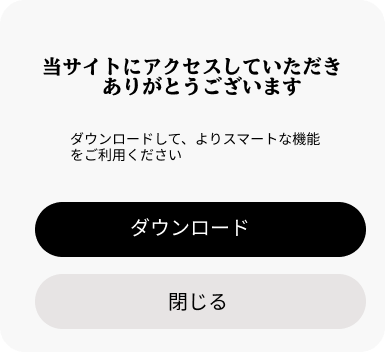 当サイトにアクセスしていただき
ありがとうございます
ダウンロードして、よりスマートな機能
をご利用ください
ダウンロード
閉じる